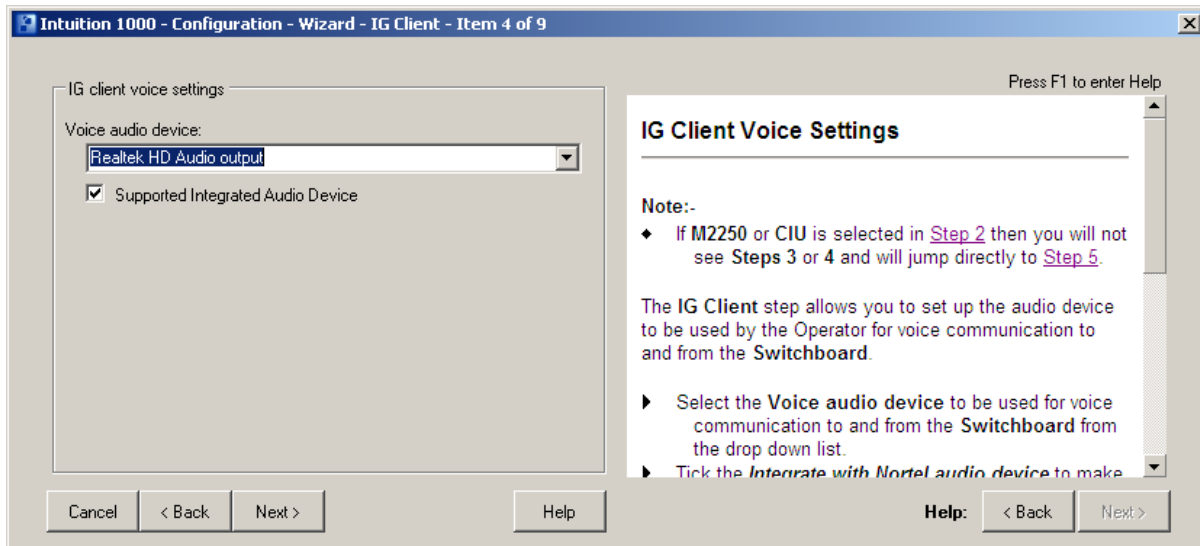 Intuition 1000 - Configuration - Wizard - IG Client - Item 4 of 9
IG client voice settings
Voice audio device:
Realtek HD Audio output
Supported Integrated Audio Device
Press F1 to enter Help
IG Client Voice Settings
Note:-
If M2250 or CIU is selected in Step 2 then you will not
see Steps 3 or 4 and will jump directly to Step 5.
The IG Client step allows you to set up the audio device
to be used by the Operator for voice communication to
and from the Switchboard.
Select the Voice audio device to be used for voice
communication to and from the Switchboard from
the drop down list.
Tick the Integrate with Nortel audio device to make
Cancel
< Back
Next >
Help
Help:
< Back
Next >